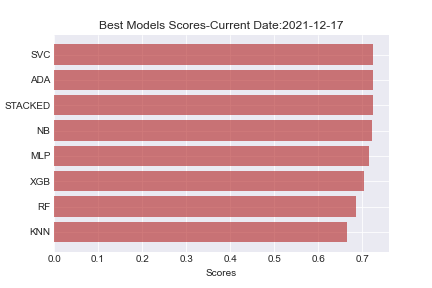 Best Models Scores-Current Date:2021-12-17
SVC
ADA
STACKED
NB
MLP
XGB
RF
KNN
0.0 0.1 0.2 0.3 0.4 0.5 0.6 0.7
Scores